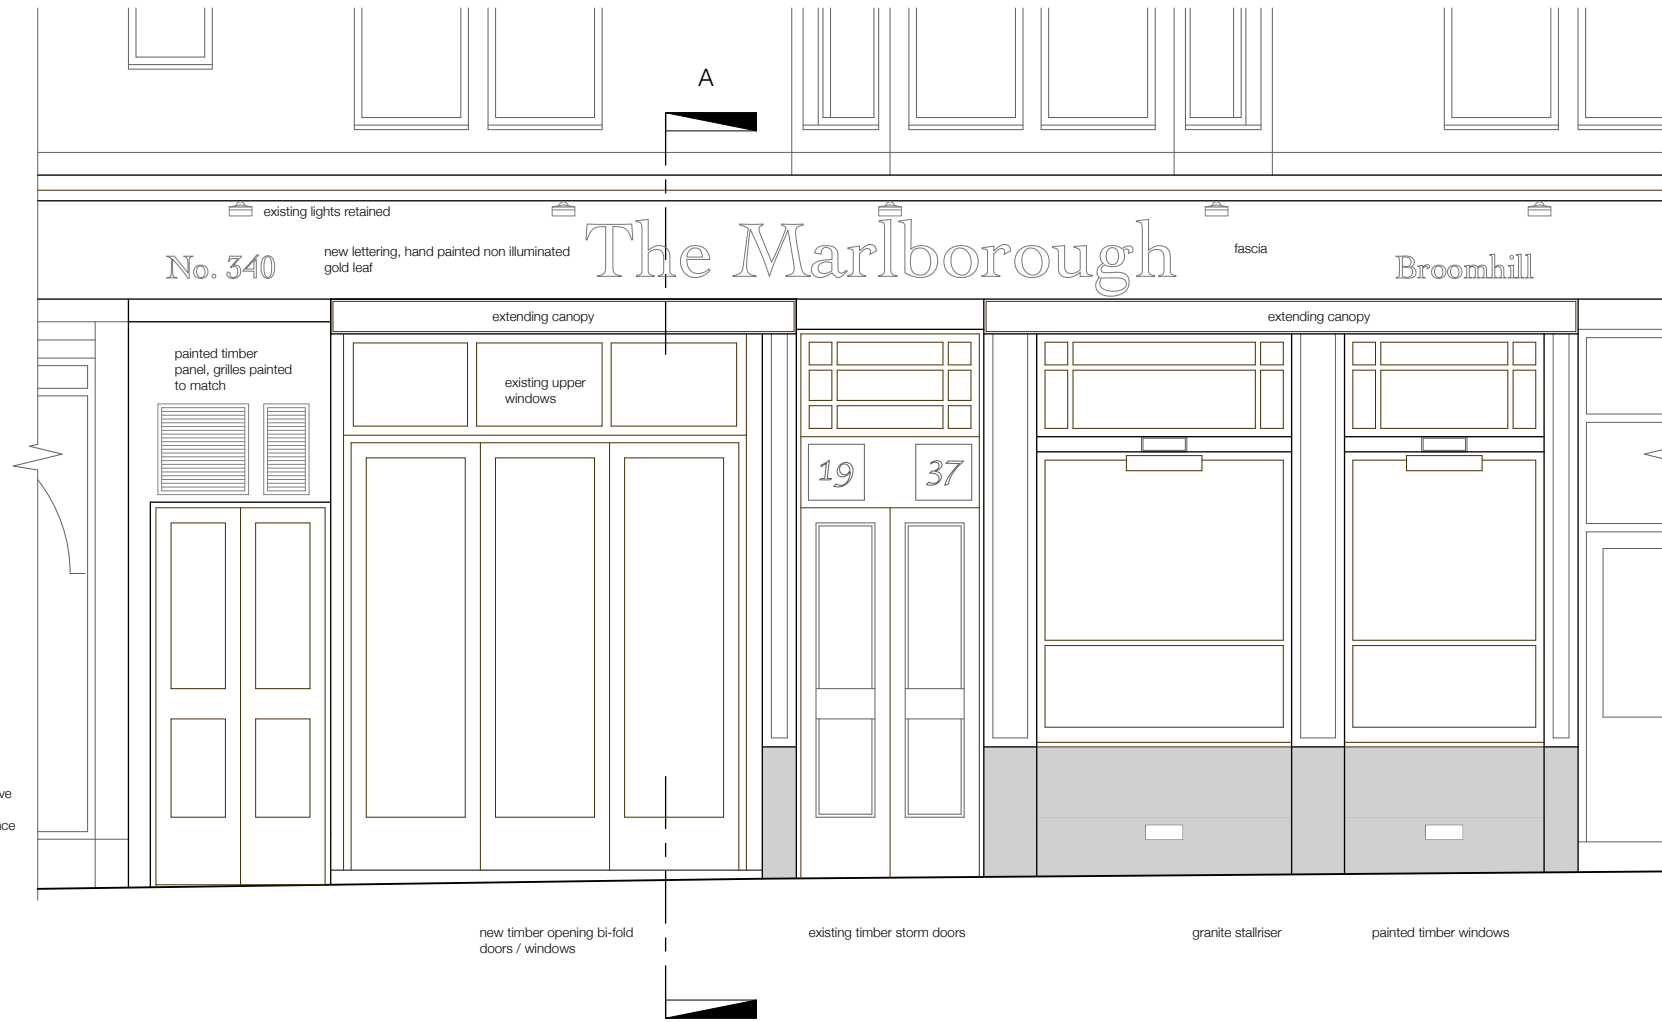 A
existing lights retained
The Marlborough
new lettering, hand painted non illuminated
gold leaf
No. 340
fascia
Broomhill
extending canopy
extending canopy
painted timber
panel, grilles painted
to match
existing upper
windows
19
37
new timber opening bi-fold
doors / windows
existing timber storm doors
granite stallriser
painted timber windows